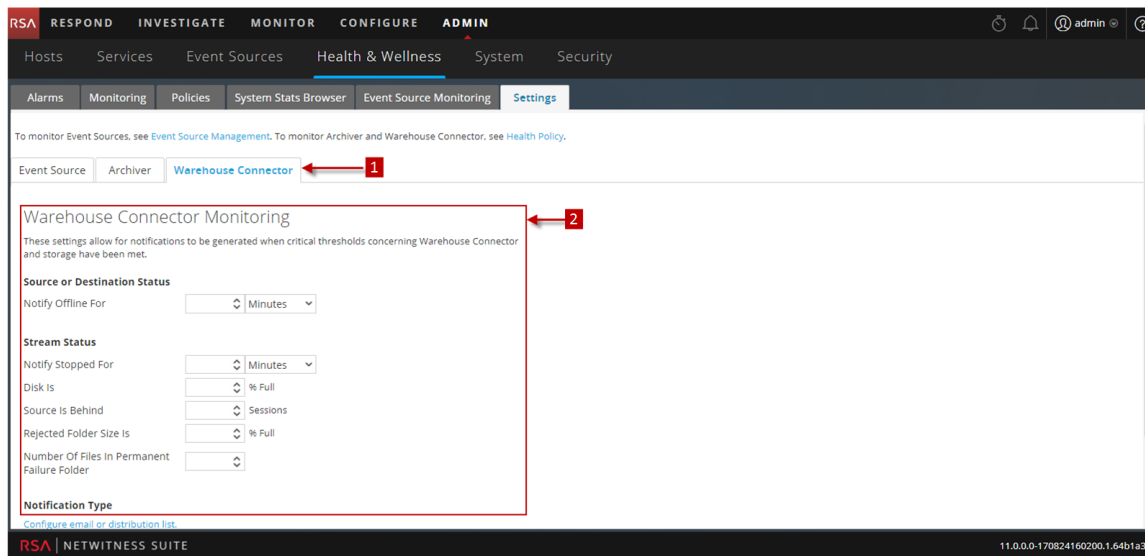 RSA RESPOND INVESTIGATE MONITOR CONFIGURE ADMIN admin
Hosts Services Event Sources Health & Wellness System Security
Alarms Monitoring Policies System Stats Browser Event Source Monitoring Settings
To monitor Event Sources, see Event Source Management. To monitor Archiver and Warehouse Connector, see Health Policy.
Event Source Archiver Warehouse Connector 1
Warehouse Connector Monitoring 2
These settings allow for notifications to be generated when critical thresholds concerning Warehouse Connector
and storage have been met.
Source or Destination Status
Notify Offline For Minutes
Stream Status
Notify Stopped For Minutes
Disk Is % Full
Source Is Behind Sessions
Rejected Folder Size Is % Full
Number Of Files In Permanent
Failure Folder
Notification Type
Configure email or distribution list.
RSA NETWITNESS SUITE 11.0.0.0-170824160200.1.64b1a3